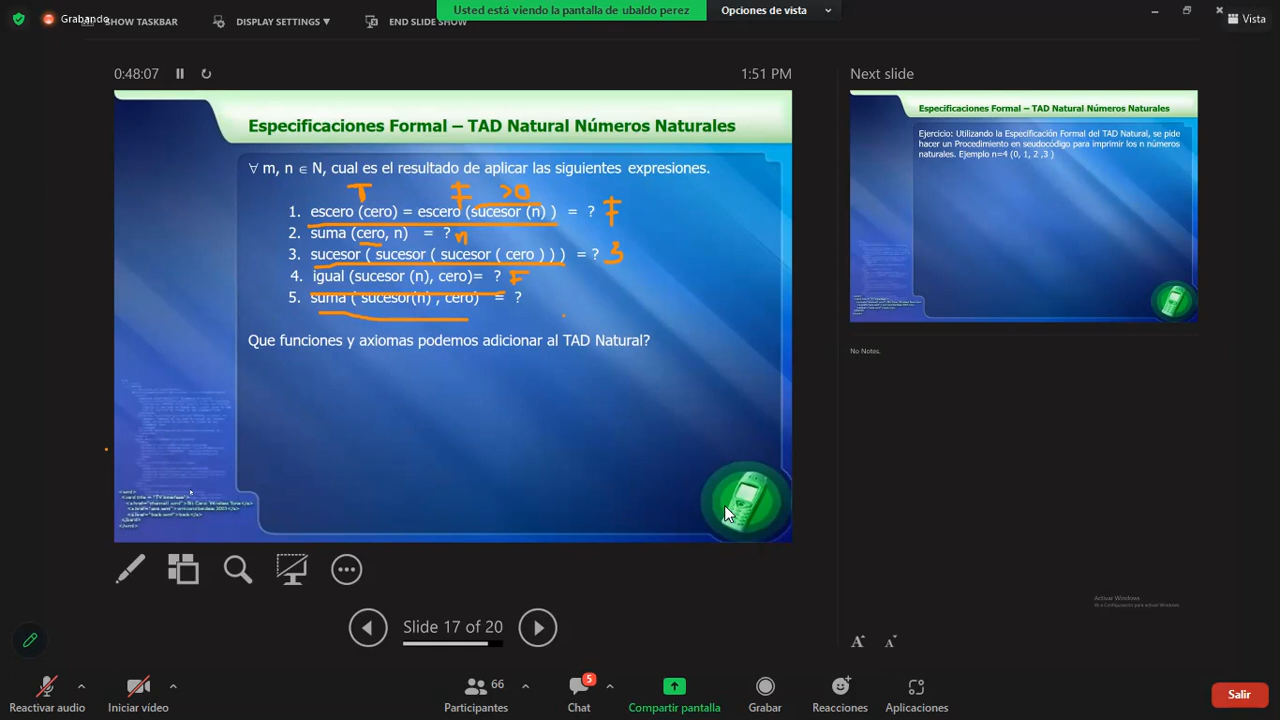 Usted está viendo la pantalla de ubaldo perez
Opciones de vista
Grabando
SHOW TASKBAR
DISPLAY SETTINGS
END SLIDE SHOW
Vista
0:48:07
1:51 PM
Next slide
Especificaciones Formal – TAD Natural Números Naturales
∀ m, n ∈ N, cual es el resultado de aplicar las siguientes expresiones.
T F >0
1. escero (cero) = escero (sucesor (n) ) = ? F
2. suma (cero, n) = ? n
3. sucesor ( sucesor ( sucesor ( cero ) ) ) = ? 3
4. igual (sucesor (n), cero)= ? F
5. suma ( sucesor(n) , cero) = ?
Que funciones y axiomas podemos adicionar al TAD Natural?
Especificaciones Formal – TAD Natural Números Naturales
Ejercicio: Utilizando la Especificación Formal del TAD Natural, se pide
hacer un Procedimiento en seudocódigo para imprimir los n números
naturales. Ejemplo n=4 (0, 1, 2 ,3 )
No Notes.
Activar Windows
Slide 17 of 20
A A
66
5
Reactivar audio
Iniciar vídeo
Participantes
Chat
Compartir pantalla
Grabar
Reacciones
Aplicaciones
Salir